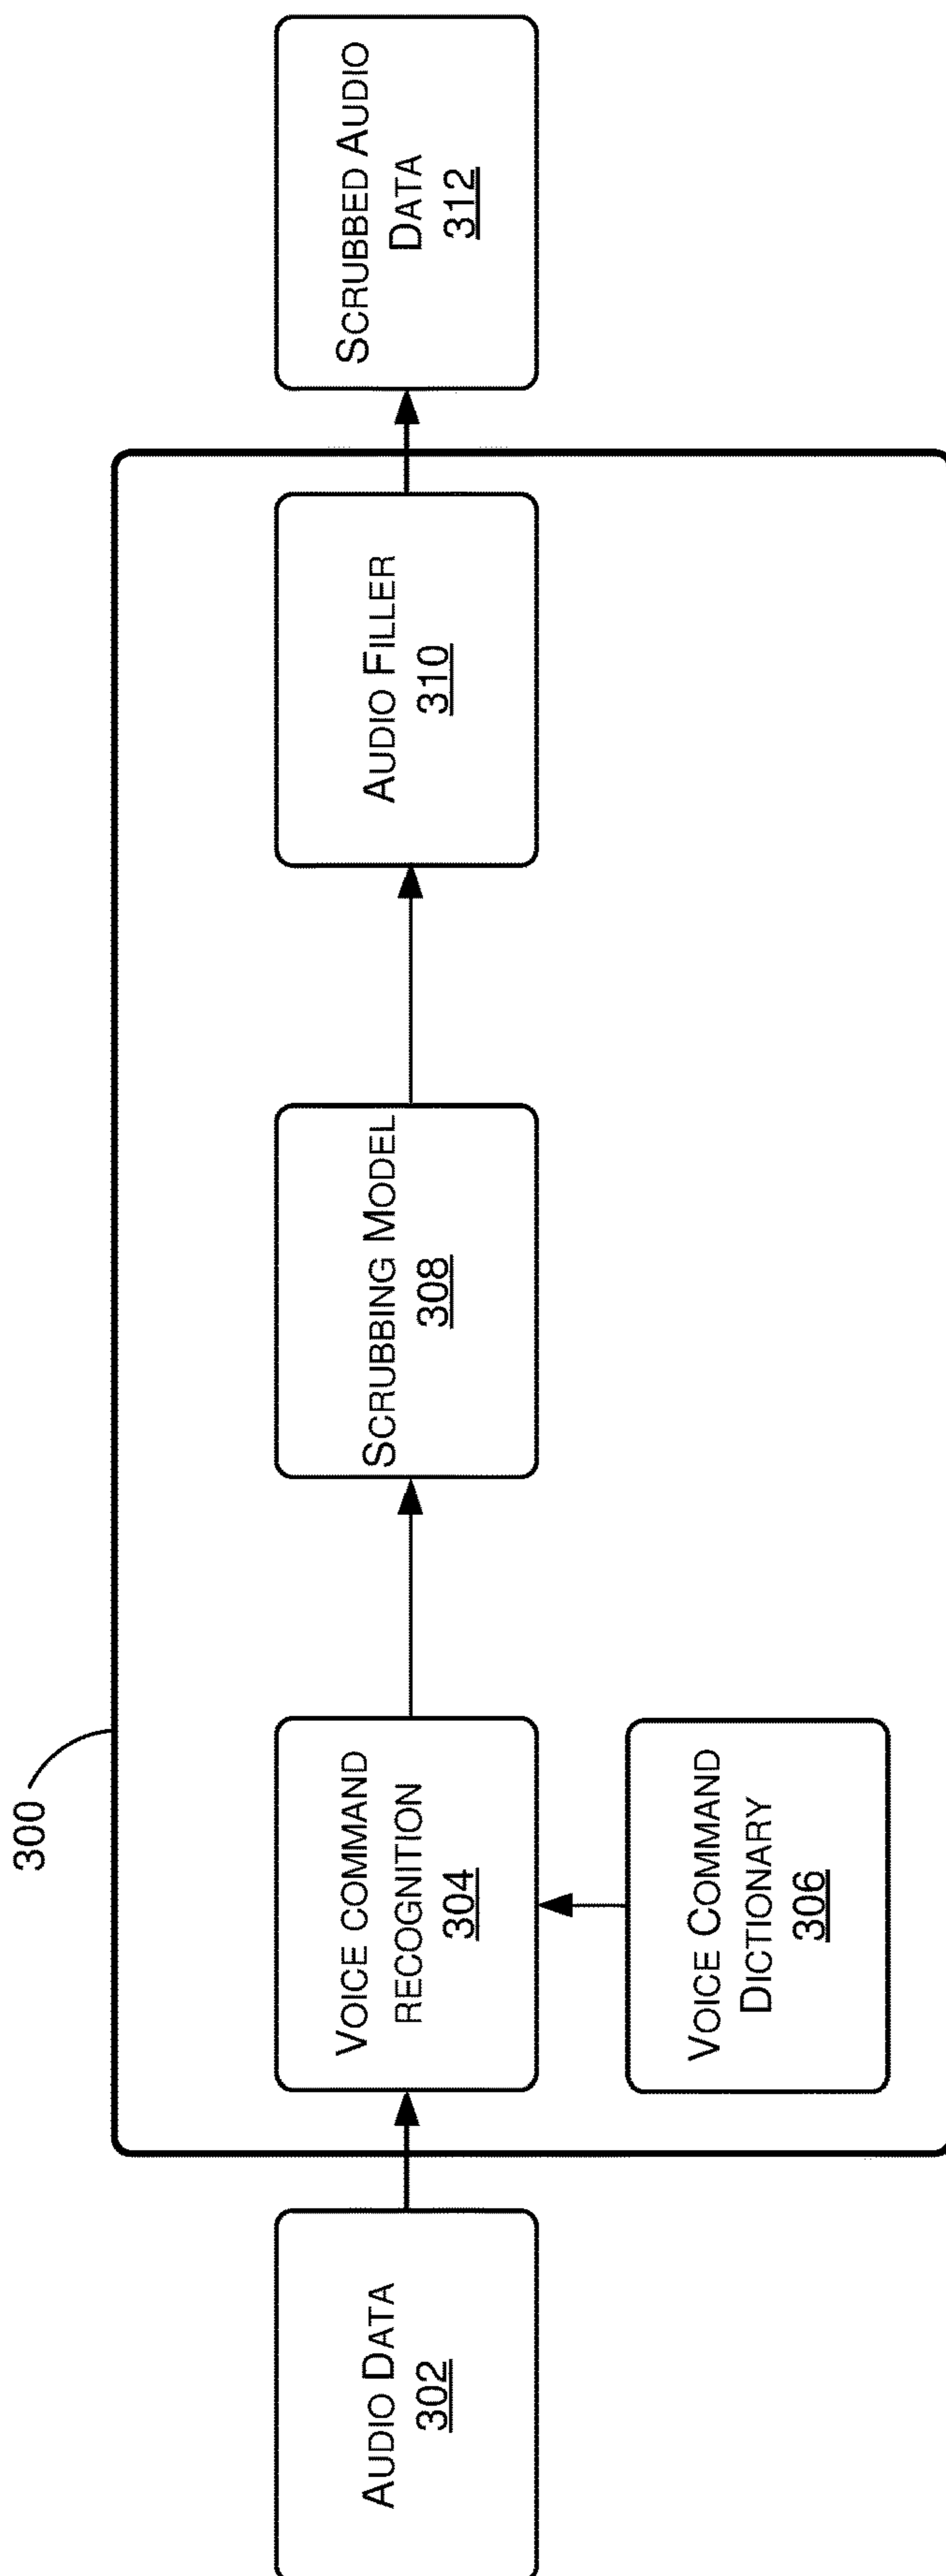 300
AUDIO DATA
302
VOICE COMMAND
RECOGNITION
304
VOICE COMMAND
DICTIONARY
306
SCRUBBING MODEL
308
AUDIO FILLER
310
SCRUBBED AUDIO
DATA
312